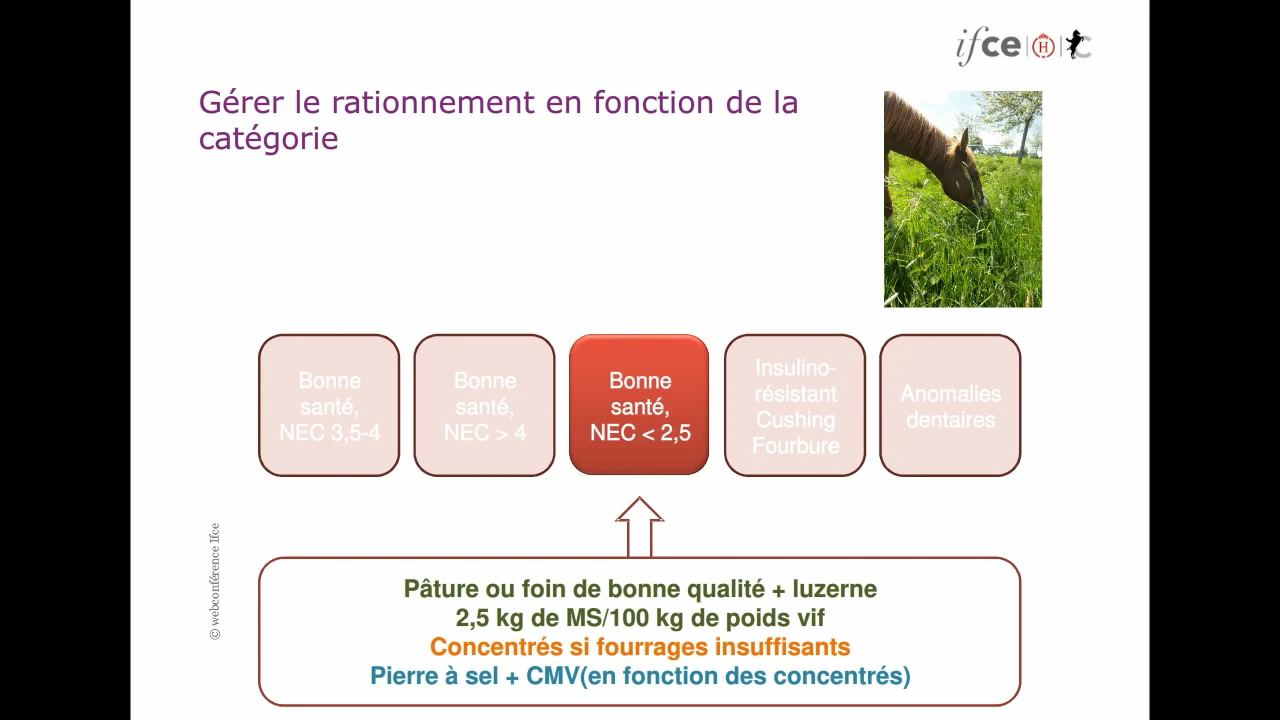 ifce H
Gérer le rationnement en fonction de la
catégorie
Bonne
santé,
NEC 3,5-4
Bonne
santé,
NEC > 4
Bonne
santé,
NEC < 2,5
Insulino-
résistant
Cushing
Fourbure
Anomalies
dentaires
© webconférence Ifce
Pâture ou foin de bonne qualité + luzerne
2,5 kg de MS/100 kg de poids vif
Concentrés si fourrages insuffisants
Pierre à sel + CMV(en fonction des concentrés)